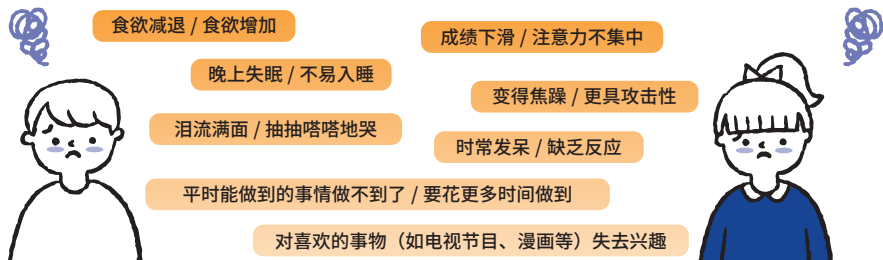 食欲减退 / 食欲增加
成绩下滑 / 注意力不集中
晚上失眠 / 不易入睡
变得焦躁 / 更具攻击性
泪流满面 / 抽抽嗒嗒地哭
时常发呆 / 缺乏反应
平时能做到的事情做不到了 / 要花更多时间做到
对喜欢的事物（如电视节目、漫画等）失去兴趣